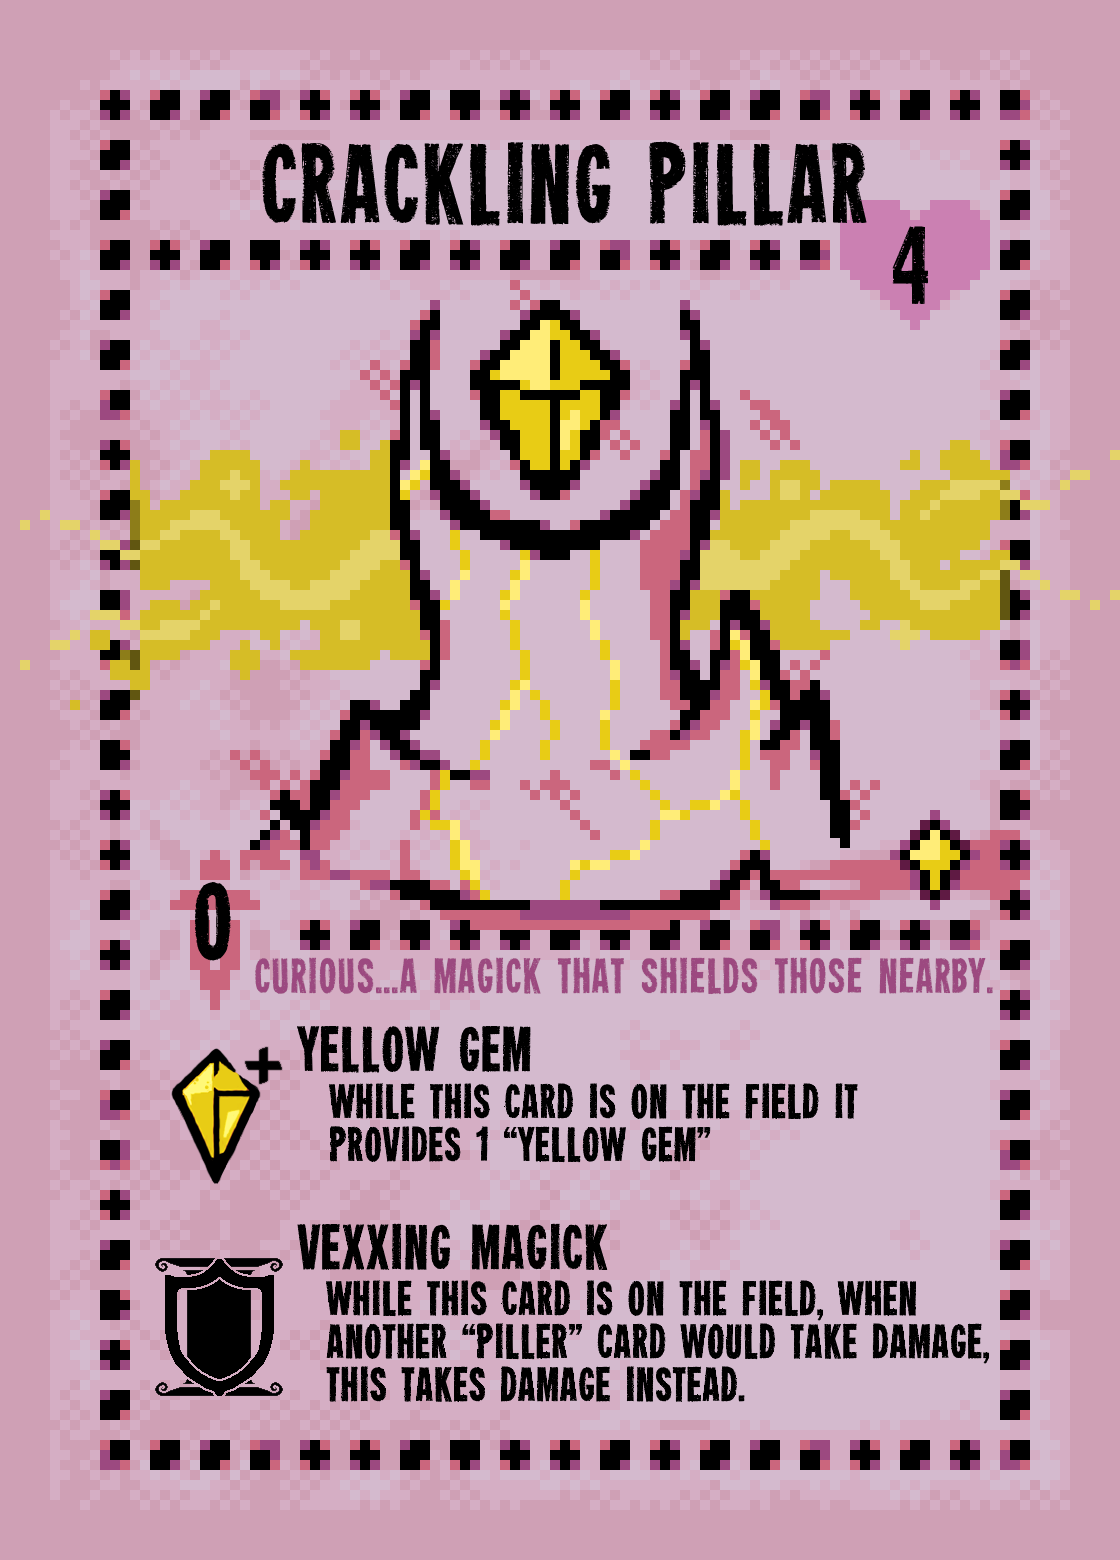 CRACKLING PILLAR
4
0
CURIOUS...A MAGICK THAT SHIELDS THOSE NEARBY.
YELLOW GEM
WHILE THIS CARD IS ON THE FIELD IT
PROVIDES 1 “YELLOW GEM”
VEXXING MAGICK
WHILE THIS CARD IS ON THE FIELD, WHEN
ANOTHER “PILLER” CARD WOULD TAKE DAMAGE,
THIS TAKES DAMAGE INSTEAD.